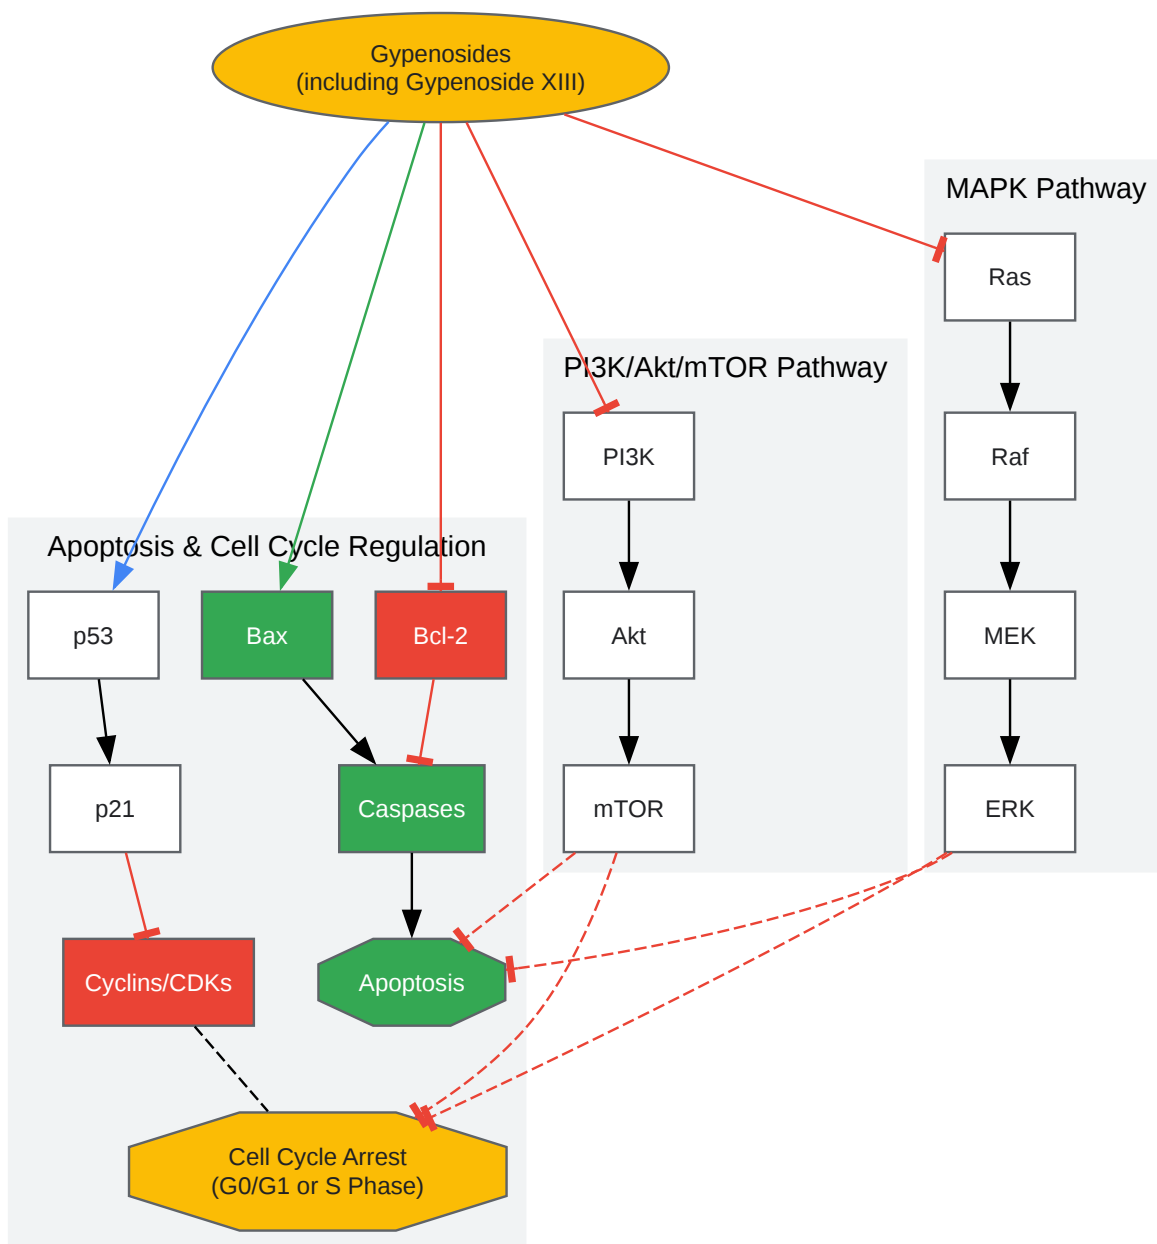 Gypenosides
(including Gypenoside XIII)
MAPK Pathway
Ras
PI3K/Akt/mTOR Pathway
PI3K
Raf
Apoptosis & Cell Cycle Regulation
p53
Bax
Bcl-2
Akt
MEK
p21
Caspases
mTOR
ERK
Cyclins/CDKs
Apoptosis
Cell Cycle Arrest
(G0/G1 or S Phase)